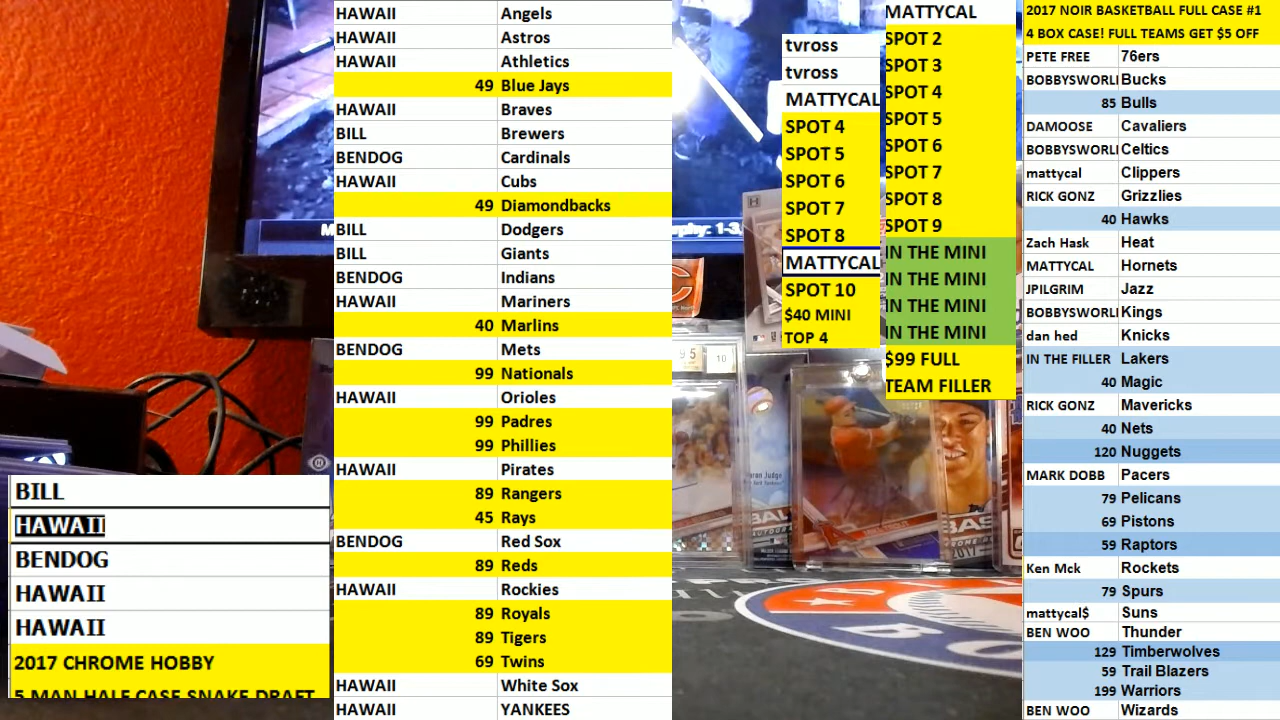 BILL
HAWAII
BENDOG
HAWAII
HAWAII
2017 CHROME HOBBY
5 MAN HALF CASE SNAKE DRAFT
HAWAII Angels
HAWAII Astros
HAWAII Athletics
49 Blue Jays
HAWAII Braves
BILL Brewers
BENDOG Cardinals
HAWAII Cubs
49 Diamondbacks
BILL Dodgers
BILL Giants
BENDOG Indians
HAWAII Mariners
40 Marlins
BENDOG Mets
99 Nationals
HAWAII Orioles
99 Padres
99 Phillies
HAWAII Pirates
89 Rangers
45 Rays
BENDOG Red Sox
89 Reds
HAWAII Rockies
89 Royals
89 Tigers
69 Twins
HAWAII White Sox
HAWAII YANKEES
tvross
tvross
MATTYCAL
SPOT 4
SPOT 5
SPOT 6
SPOT 7
SPOT 8
MATTYCAL
SPOT 10
$40 MINI
TOP 4
MATTYCAL
SPOT 2
SPOT 3
SPOT 4
SPOT 5
SPOT 6
SPOT 7
SPOT 8
SPOT 9
IN THE MINI
IN THE MINI
IN THE MINI
IN THE MINI
$99 FULL
TEAM FILLER
2017 NOIR BASKETBALL FULL CASE #1
4 BOX CASE! FULL TEAMS GET $5 OFF
PETE FREE 76ers
BOBBYSWORLI Bucks
85 Bulls
DAMOOSE Cavaliers
BOBBYSWORLI Celtics
mattycal Clippers
RICK GONZ Grizzlies
40 Hawks
Zach Hask Heat
MATTYCAL Hornets
JPILGRIM Jazz
BOBBYSWORLI Kings
dan hed Knicks
IN THE FILLER Lakers
40 Magic
RICK GONZ Mavericks
40 Nets
120 Nuggets
MARK DOBB Pacers
79 Pelicans
69 Pistons
59 Raptors
Ken Mck Rockets
79 Spurs
mattycal$ Suns
BEN WOO Thunder
129 Timberwolves
59 Trail Blazers
199 Warriors
BEN WOO Wizards
10